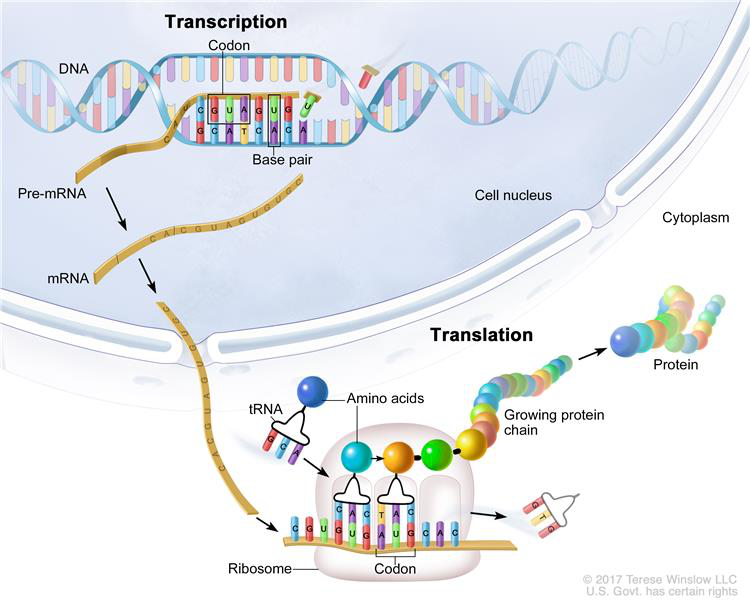 Transcription
Codon
DNA
U
C A
C G U A G U G
U
G C A T C A C A
Base pair
Pre-mRNA
Cell nucleus
Cytoplasm
C A C G U A G U G U G C
mRNA
Translation
Protein
tRNA
Amino acids
Growing protein
chain
G C A
C A C T A C
C G U G U G A U G C A C
G T G
C A C G U A G U G U G C
Ribosome
Codon
© 2017 Terese Winslow LLC
U.S. Govt. has certain rights